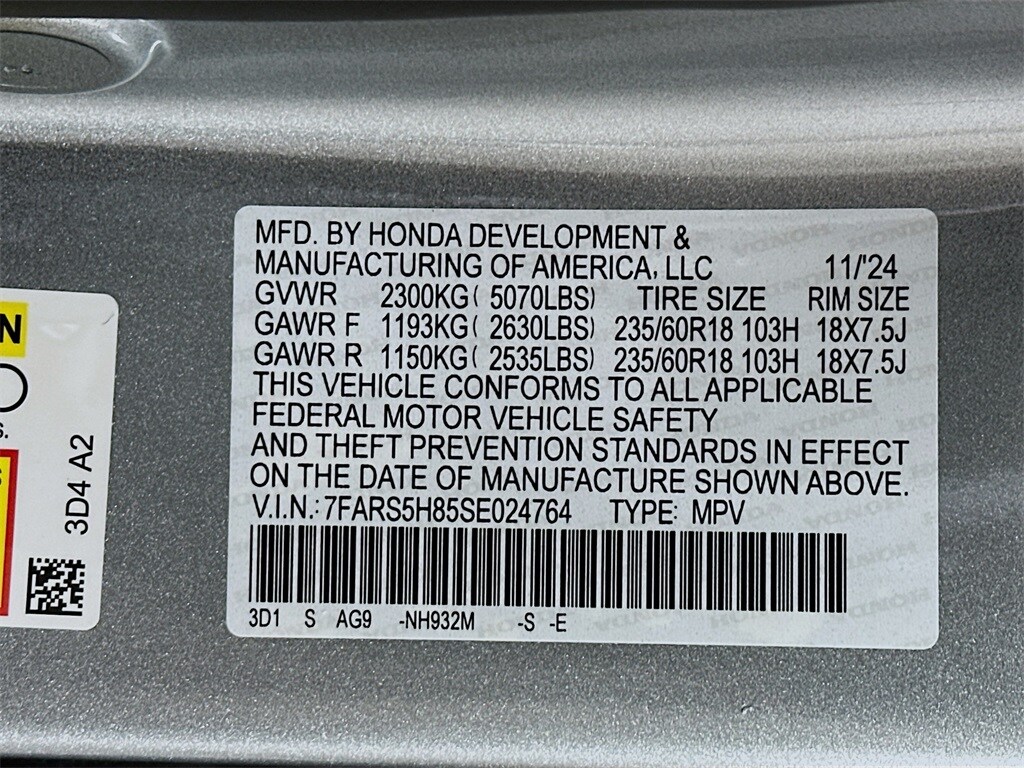 MFD. BY HONDA DEVELOPMENT &
MANUFACTURING OF AMERICA, LLC 11/'24
GVWR 2300KG( 5070LBS) TIRE SIZE RIM SIZE
GAWR F 1193KG( 2630LBS) 235/60R18 103H 18X7.5J
GAWR R 1150KG( 2535LBS) 235/60R18 103H 18X7.5J
THIS VEHICLE CONFORMS TO ALL APPLICABLE
FEDERAL MOTOR VEHICLE SAFETY
AND THEFT PREVENTION STANDARDS IN EFFECT
ON THE DATE OF MANUFACTURE SHOWN ABOVE.
V.I.N.: 7FARS5H85SE024764 TYPE: MPV
3D1 S AG9 -NH932M -S -E
N
S.
3D4 A2